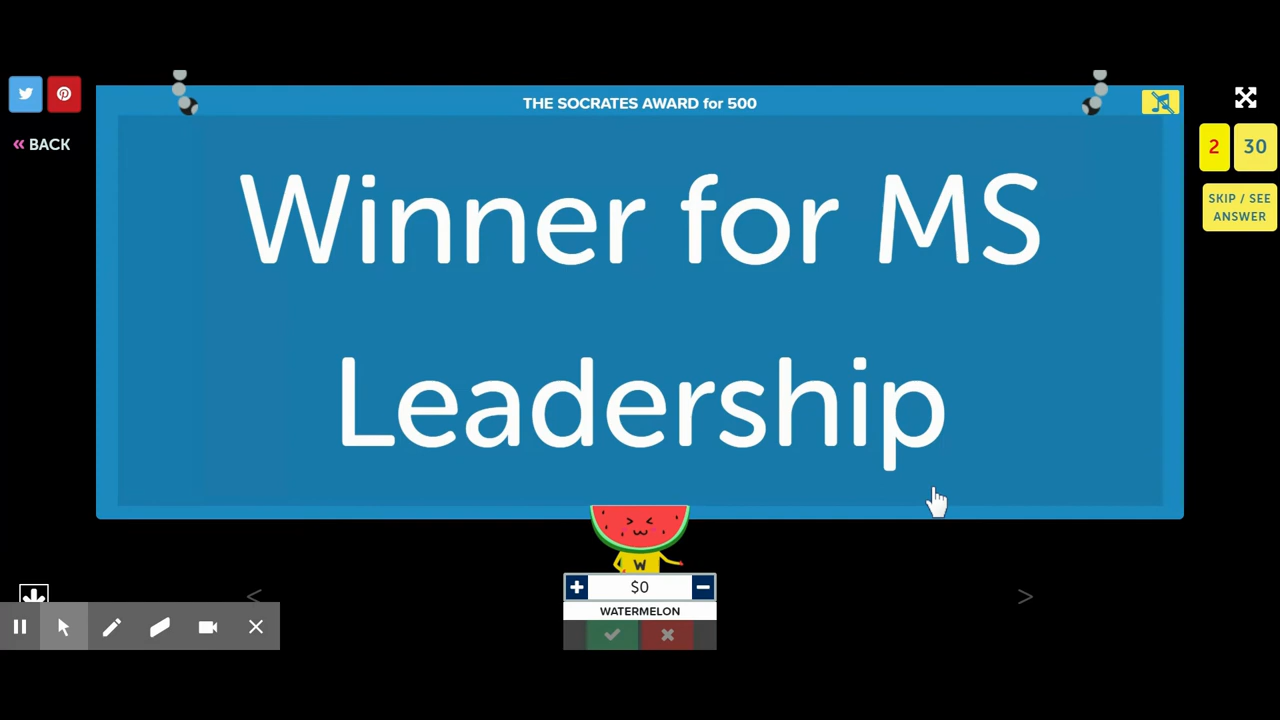 THE SOCRATES AWARD for 500
« BACK
2 30
SKIP / SEE
ANSWER
Winner for MS
Leadership
W
+ $0 −
WATERMELON